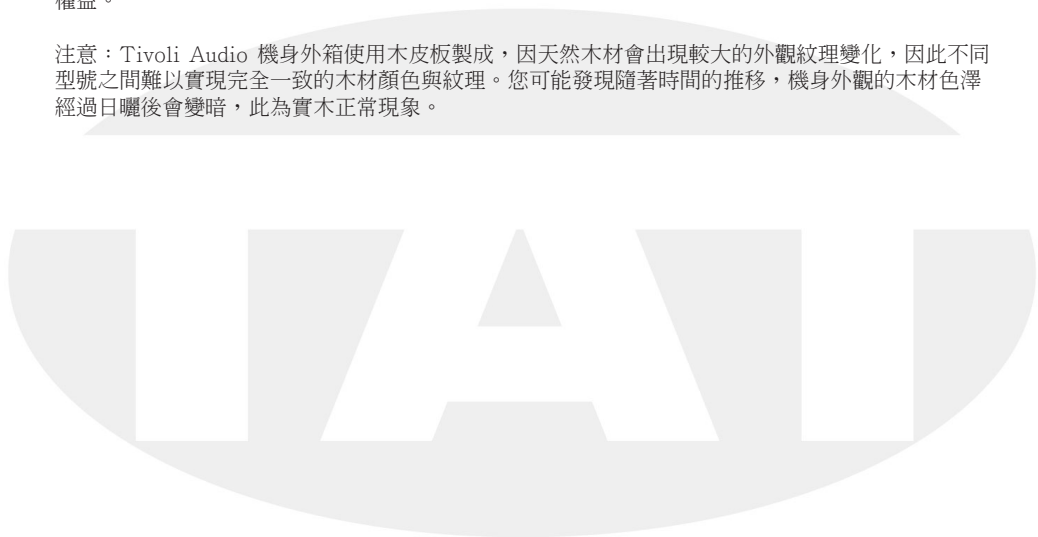 權益。
注意：Tivoli Audio 機身外箱使用木皮板製成，因天然木材會出現較大的外觀紋理變化，因此不同
型號之間難以實現完全一致的木材顏色與紋理。您可能發現隨著時間的推移，機身外觀的木材色澤
經過日曬後會變暗，此為實木正常現象。
TAT